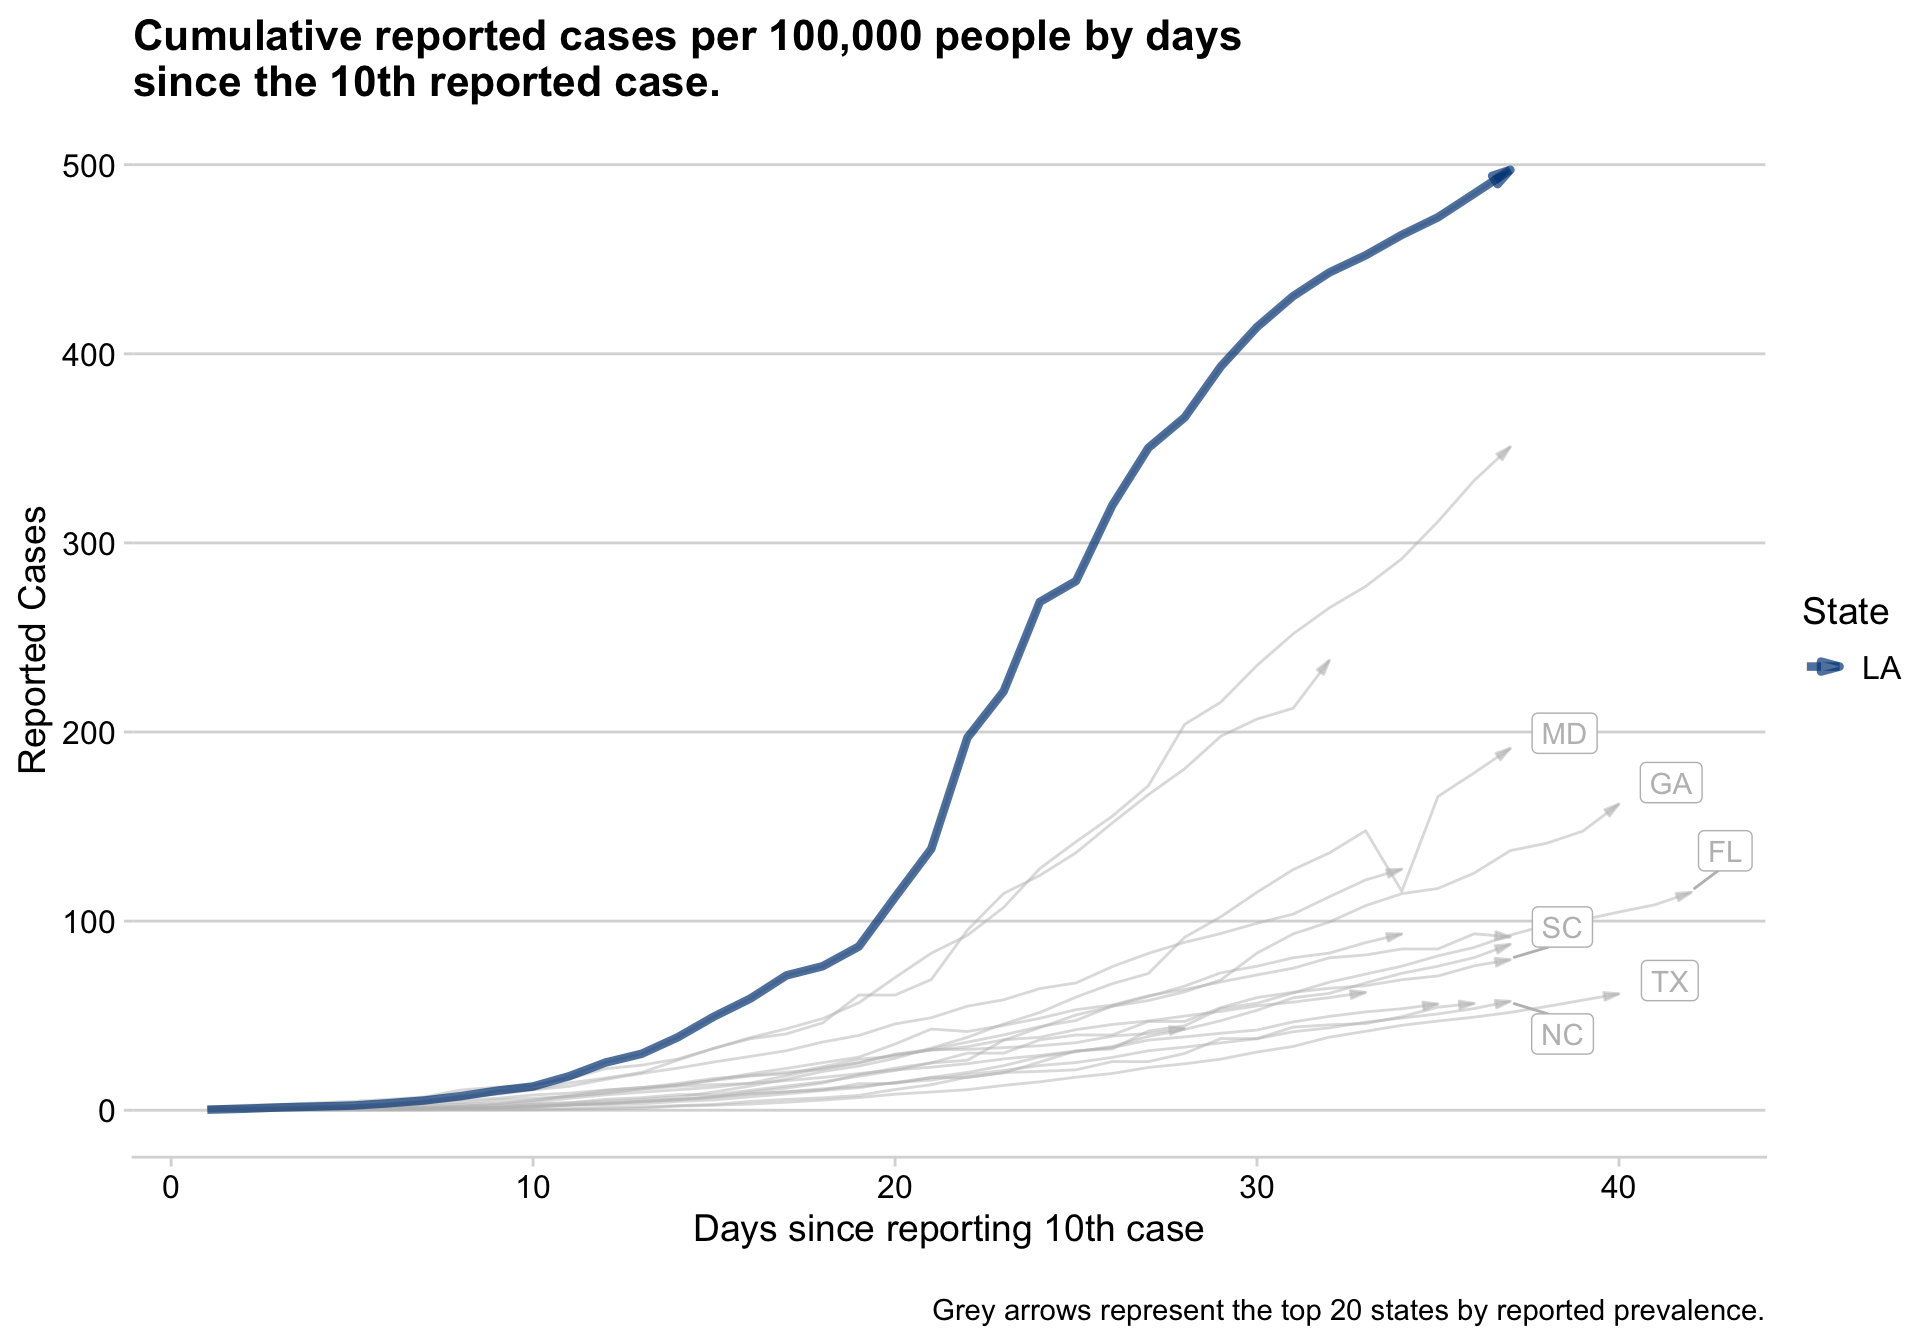 Cumulative reported cases per 100,000 people by days
since the 10th reported case.
500
400
300
200
100
0
Reported Cases
MD
GA
FL
SC
TX
NC
State
LA
0 10 20 30 40
Days since reporting 10th case
Grey arrows represent the top 20 states by reported prevalence.